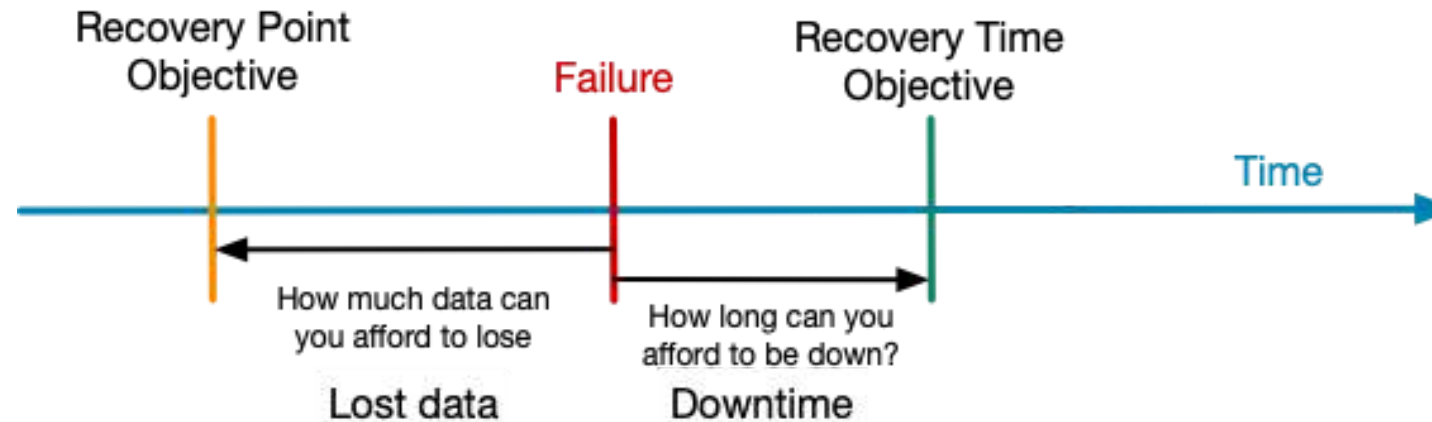 Recovery Point
Objective
Failure
Recovery Time
Objective
Time
How much data can
you afford to lose
How long can you
afford to be down?
Lost data
Downtime